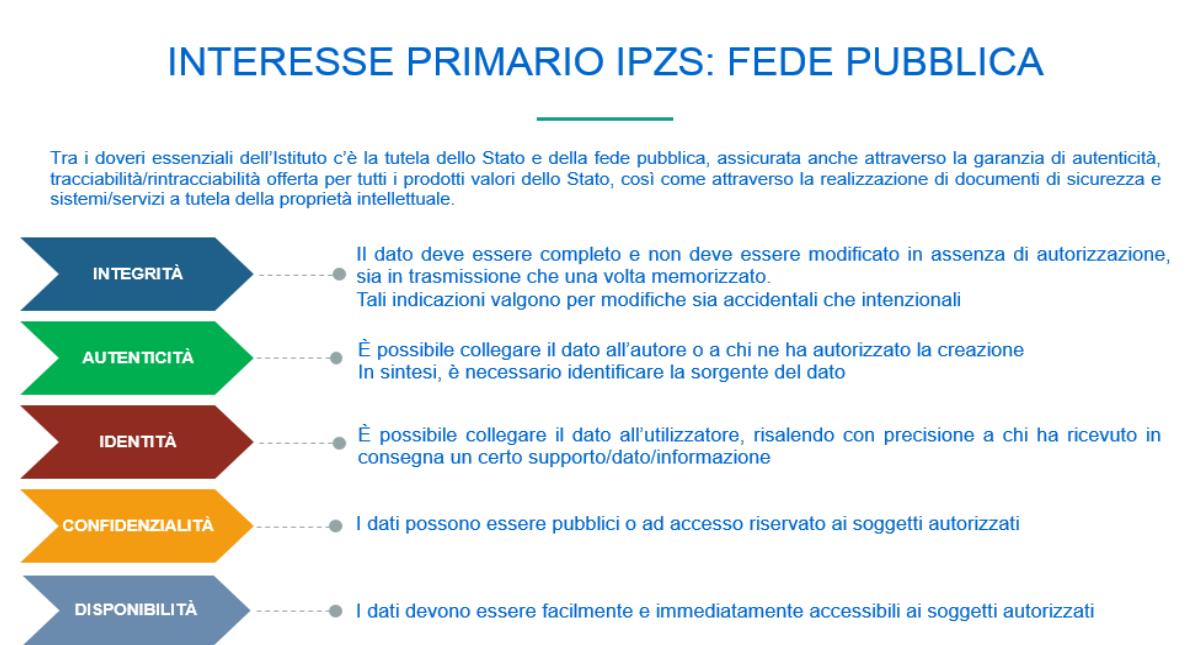 INTERESSE PRIMARIO IPZS: FEDE PUBBLICA
Tra i doveri essenziali dell'Istituto c'è la tutela dello Stato e della fede pubblica, assicurata anche attraverso la garanzia di autenticità,
tracciabilità/rintracciabilità offerta per tutti i prodotti valori dello Stato, così come attraverso la realizzazione di documenti di sicurezza e
sistemi/servizi a tutela della proprietà intellettuale.
INTEGRITÀ
Il dato deve essere completo e non deve essere modificato in assenza di autorizzazione,
sia in trasmissione che una volta memorizzato.
Tali indicazioni valgono per modifiche sia accidentali che intenzionali
AUTENTICITÀ
È possibile collegare il dato all'autore o a chi ne ha autorizzato la creazione
In sintesi, è necessario identificare la sorgente del dato
IDENTITÀ
È possibile collegare il dato all'utilizzatore, risalendo con precisione a chi ha ricevuto in
consegna un certo supporto/dato/informazione
CONFIDENZIALITÀ
I dati possono essere pubblici o ad accesso riservato ai soggetti autorizzati
DISPONIBILITÀ
I dati devono essere facilmente e immediatamente accessibili ai soggetti autorizzati